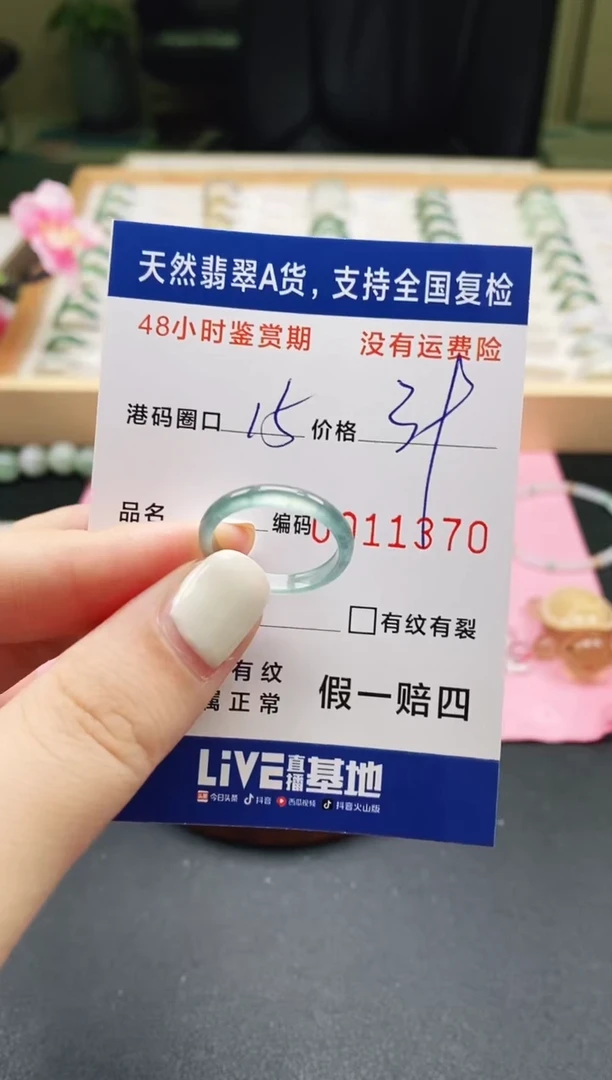 天然翡翠A货，支持全国复检
48小时鉴赏期 没有运费险
港码圈口 15 价格
品名 编码 0011370
□有纹有裂
有纹
属正常 假一赔四
LiVE直播基地
今日头条 抖音 西瓜视频 抖音火山版